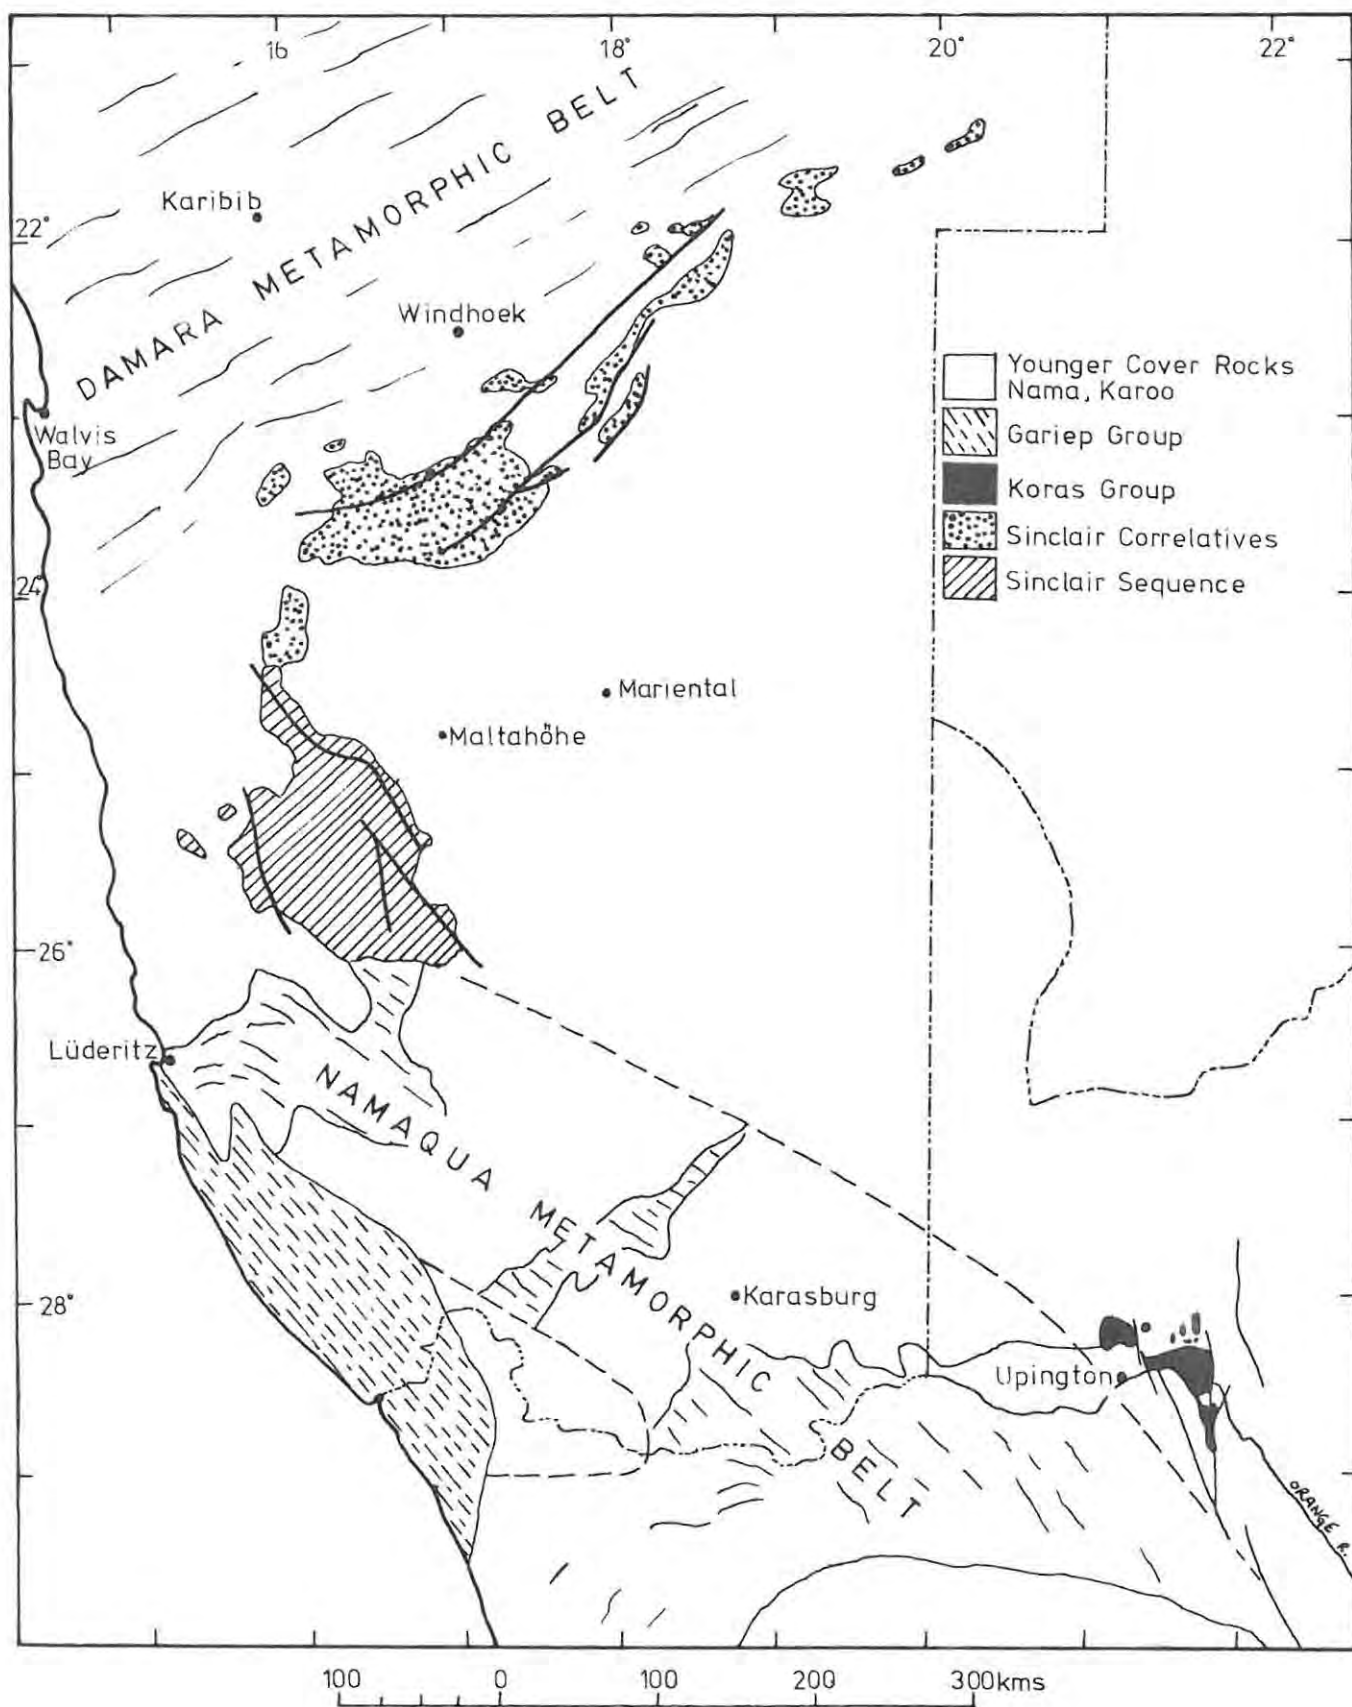 16
18°
20°
22°
DAMARA METAMORPHIC BELT
Karibib
22°
Windhoek
Walvis
Bay
Younger Cover Rocks
Nama, Karoo
Gariep Group
Koras Group
Sinclair Correlatives
Sinclair Sequence
24°
Mariental
Maltahöhe
26°
Lüderitz
NAMAQUA METAMORPHIC BELT
28°
Karasburg
Upington
ORANGE R.
100 0 100 200 300kms